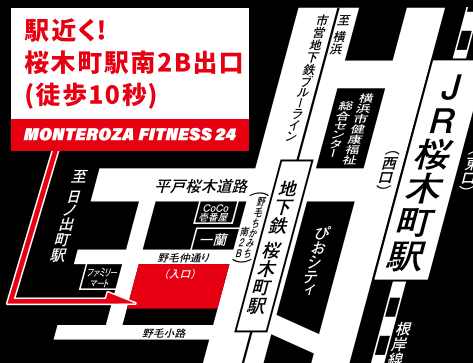 駅近く!
桜木町駅南2B出口
(徒歩10秒)
MONTEROZA FITNESS 24
至 横浜
市営地下鉄ブルーライン
横浜市健康福祉
総合センター
JR桜木町駅
(西口)
(東口)
至 日ノ出町駅
平戸桜木道路
CoCo
壱番屋
一蘭
(野毛ちかみち)
南2B
地下鉄 桜木町駅
ぴおシティ
野毛仲通り
(入口)
ファミリー
マート
野毛小路
根岸線